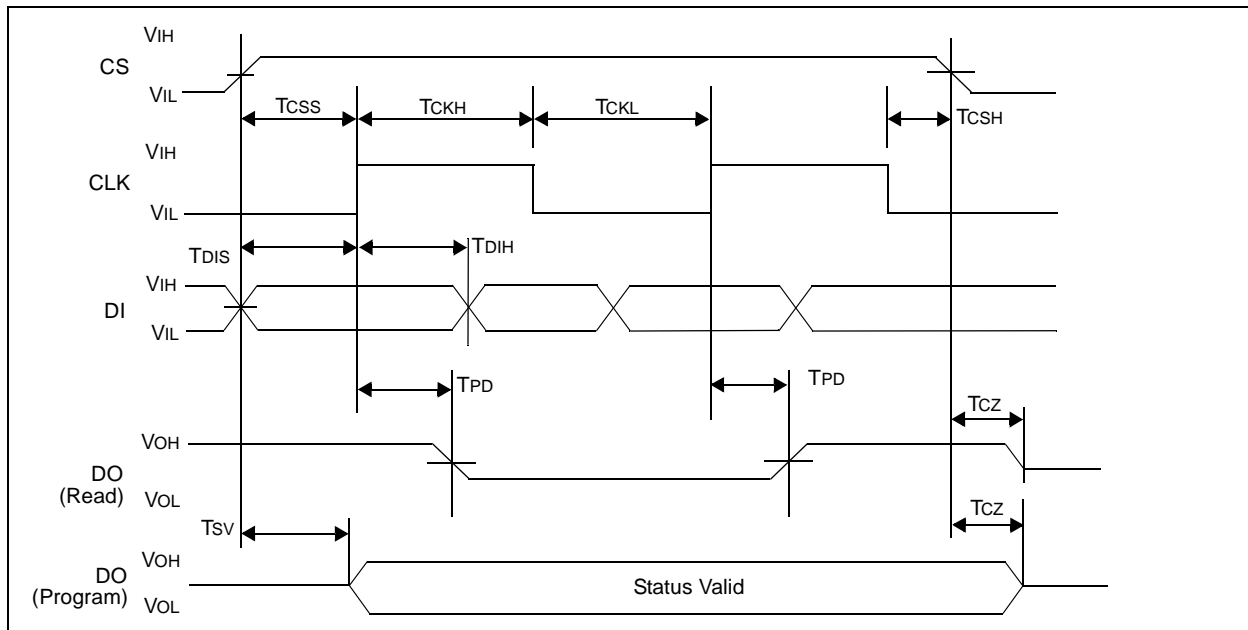 VIH
CS
VIL
TCSS
TCKH
TCKL
TCSH
VIH
CLK
VIL
TDIS
TDIH
VIH
DI
VIL
TPD
TPD
TCZ
VOH
DO
(Read)
VOL
TSV
TCZ
VOH
DO
(Program)
VOL
Status Valid